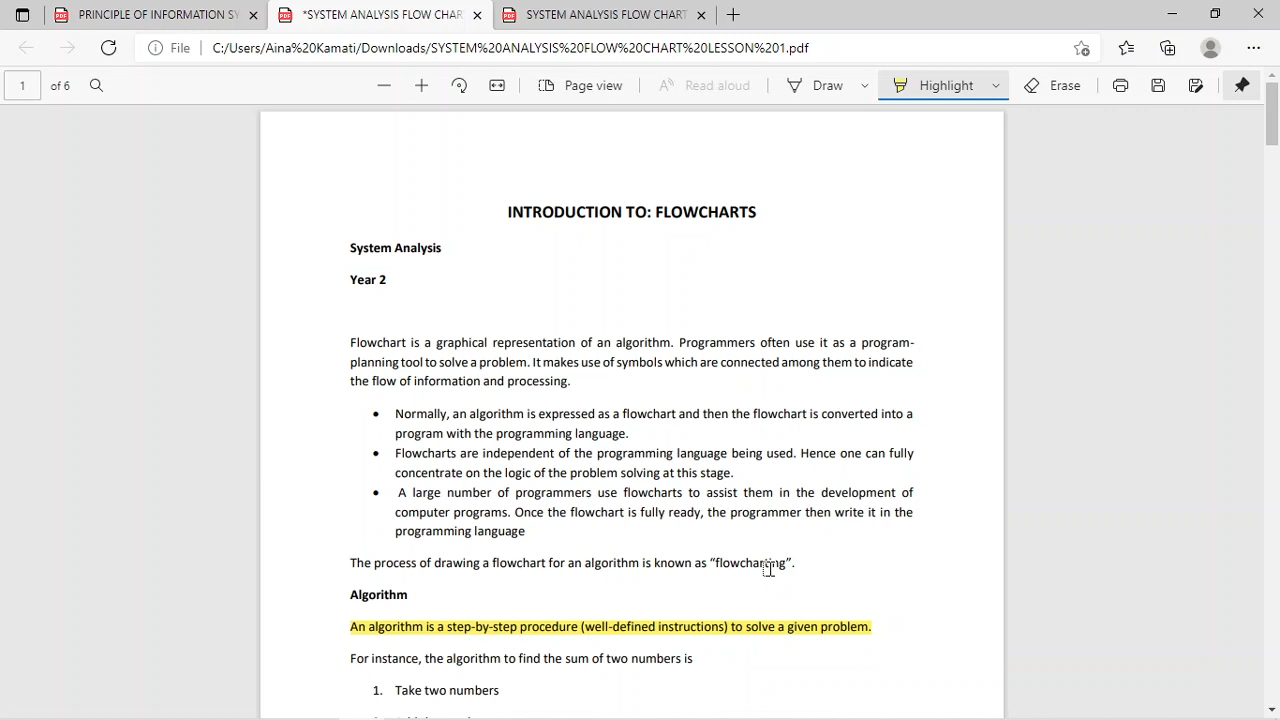 PRINCIPLE OF INFORMATION SY
*SYSTEM ANALYSIS FLOW CHAR
SYSTEM ANALYSIS FLOW CHART
File
C:/Users/Aina%20Kamati/Downloads/SYSTEM%20ANALYSIS%20FLOW%20CHART%20LESSON%201.pdf
1 of 6
Page view
Read aloud
Draw
Highlight
Erase
INTRODUCTION TO: FLOWCHARTS
System Analysis
Year 2
Flowchart is a graphical representation of an algorithm. Programmers often use it as a program-
planning tool to solve a problem. It makes use of symbols which are connected among them to indicate
the flow of information and processing.
• Normally, an algorithm is expressed as a flowchart and then the flowchart is converted into a
program with the programming language.
• Flowcharts are independent of the programming language being used. Hence one can fully
concentrate on the logic of the problem solving at this stage.
• A large number of programmers use flowcharts to assist them in the development of
computer programs. Once the flowchart is fully ready, the programmer then write it in the
programming language
The process of drawing a flowchart for an algorithm is known as “flowcharting”.
Algorithm
An algorithm is a step-by-step procedure (well-defined instructions) to solve a given problem.
For instance, the algorithm to find the sum of two numbers is
1. Take two numbers